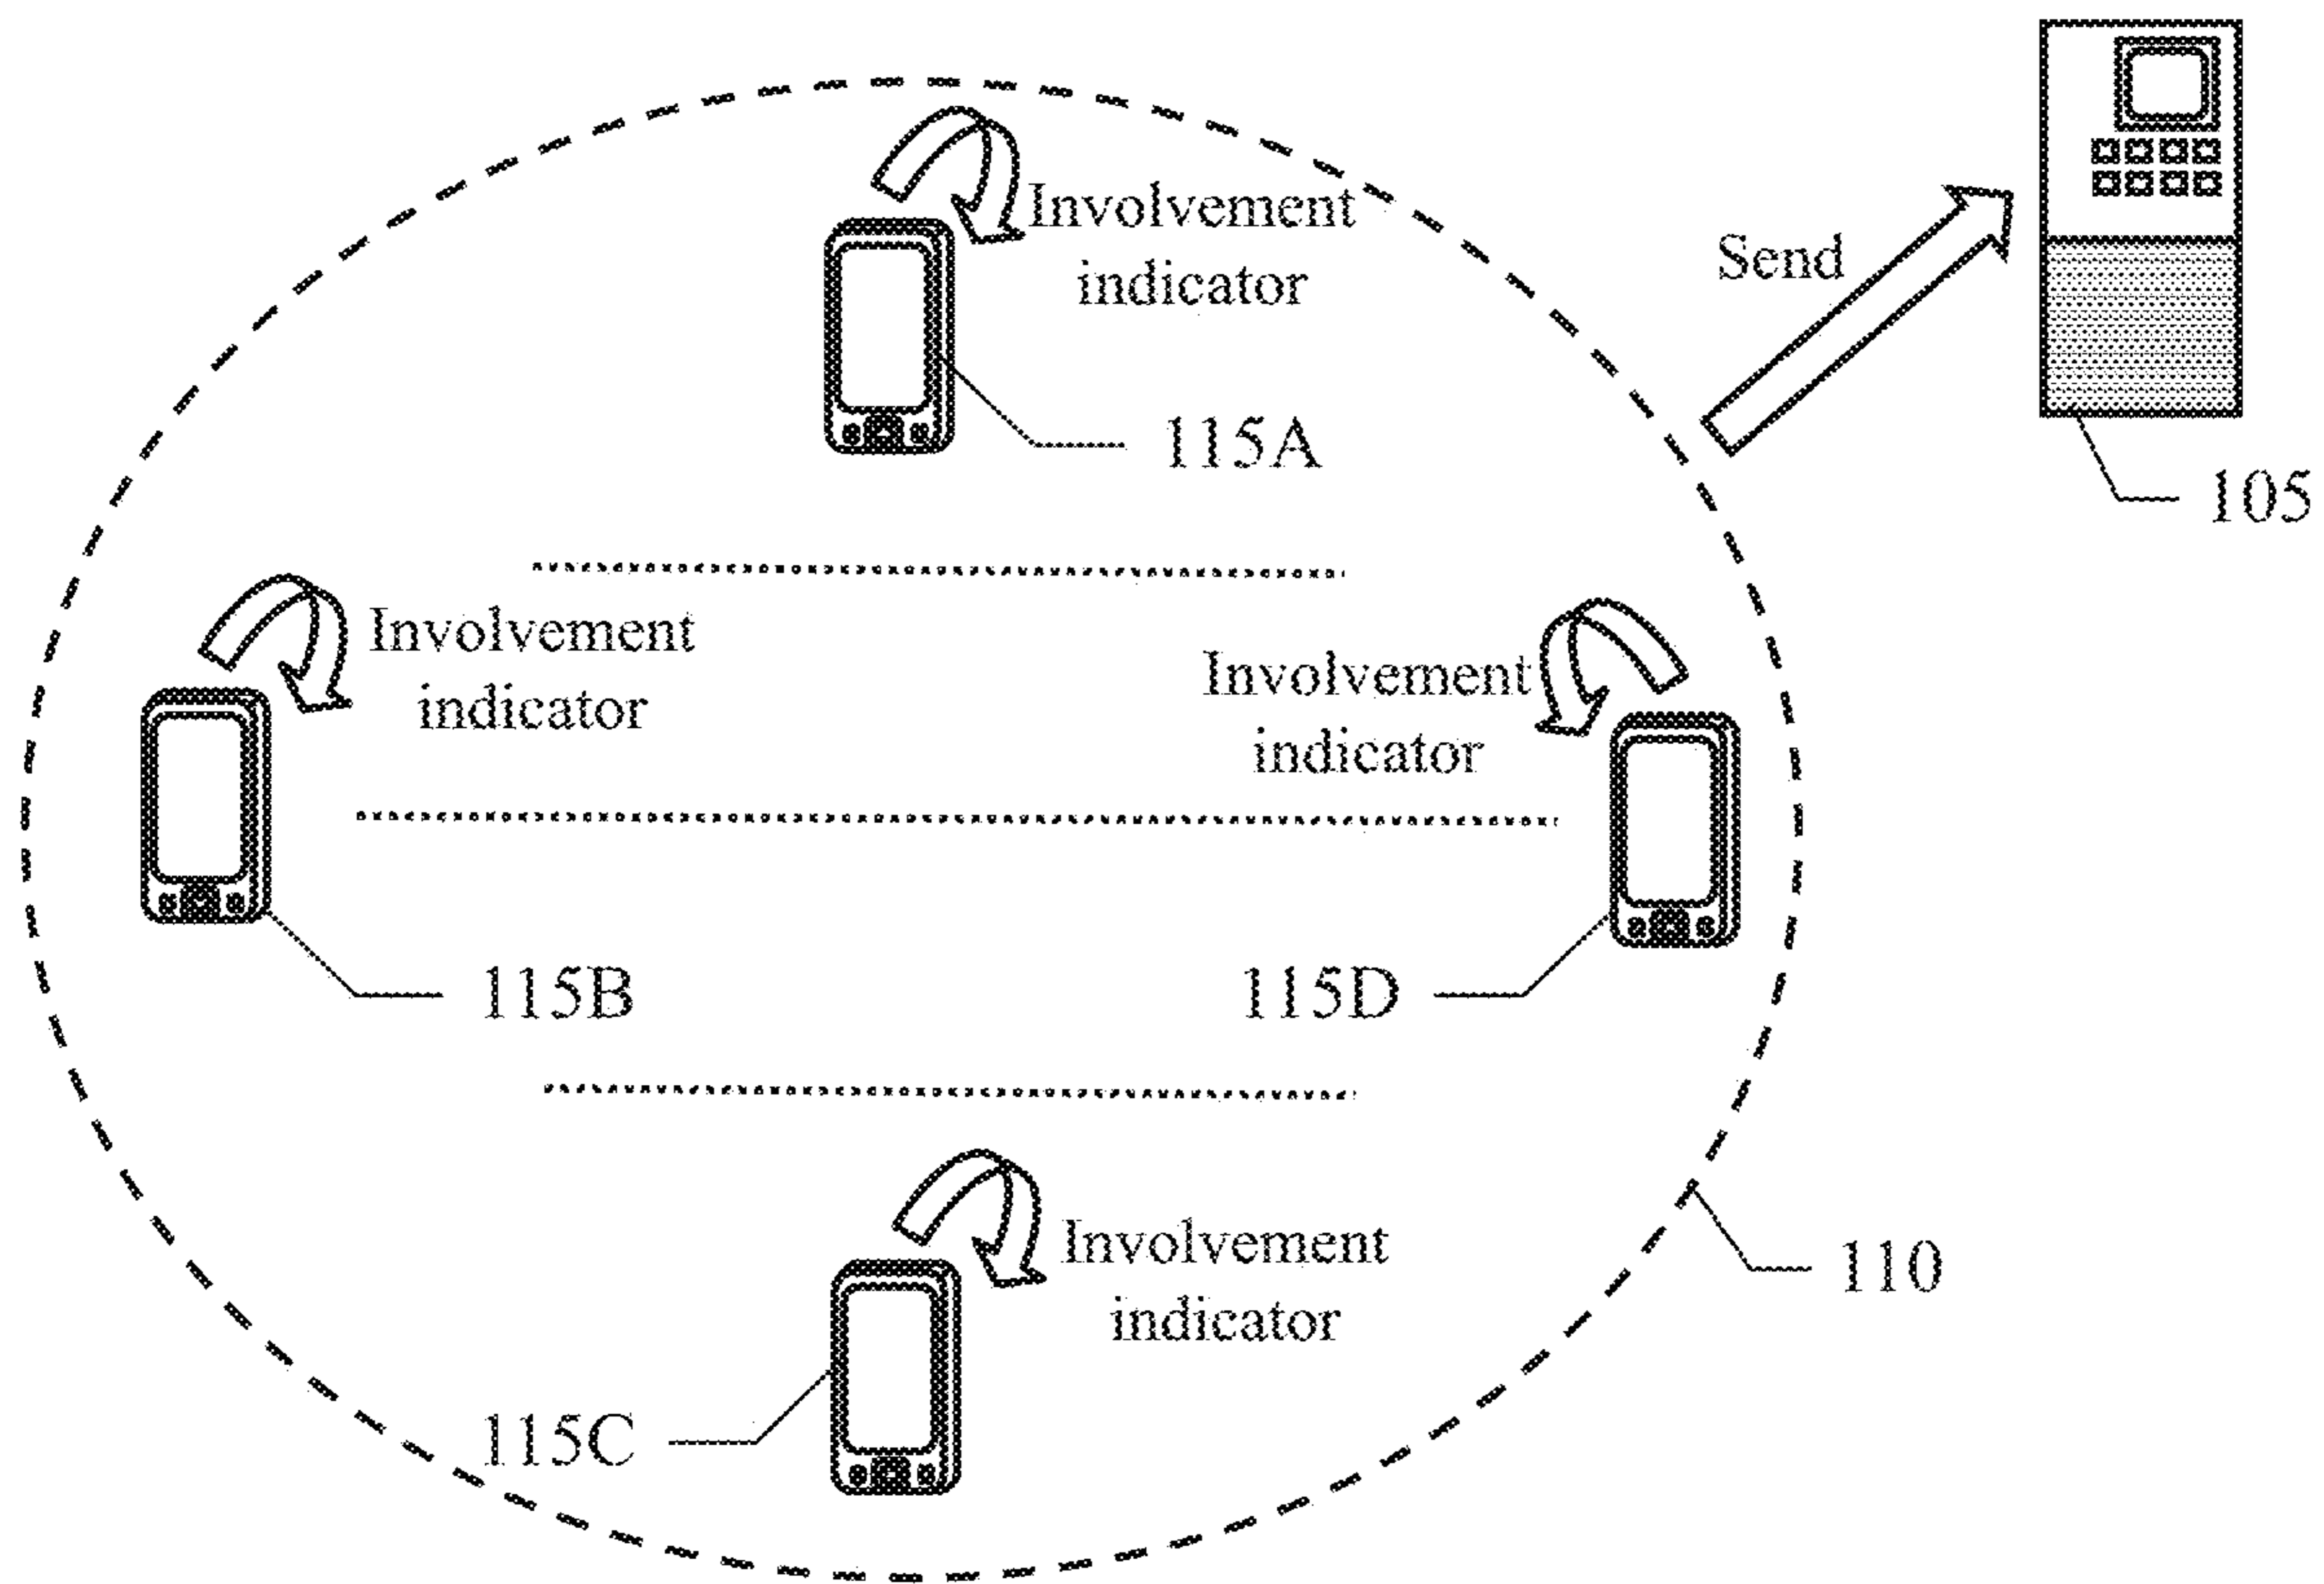 Involvement
indicator
Send
115A
105
Involvement
indicator
Involvement
indicator
115B
115D
Involvement
indicator
110
115C